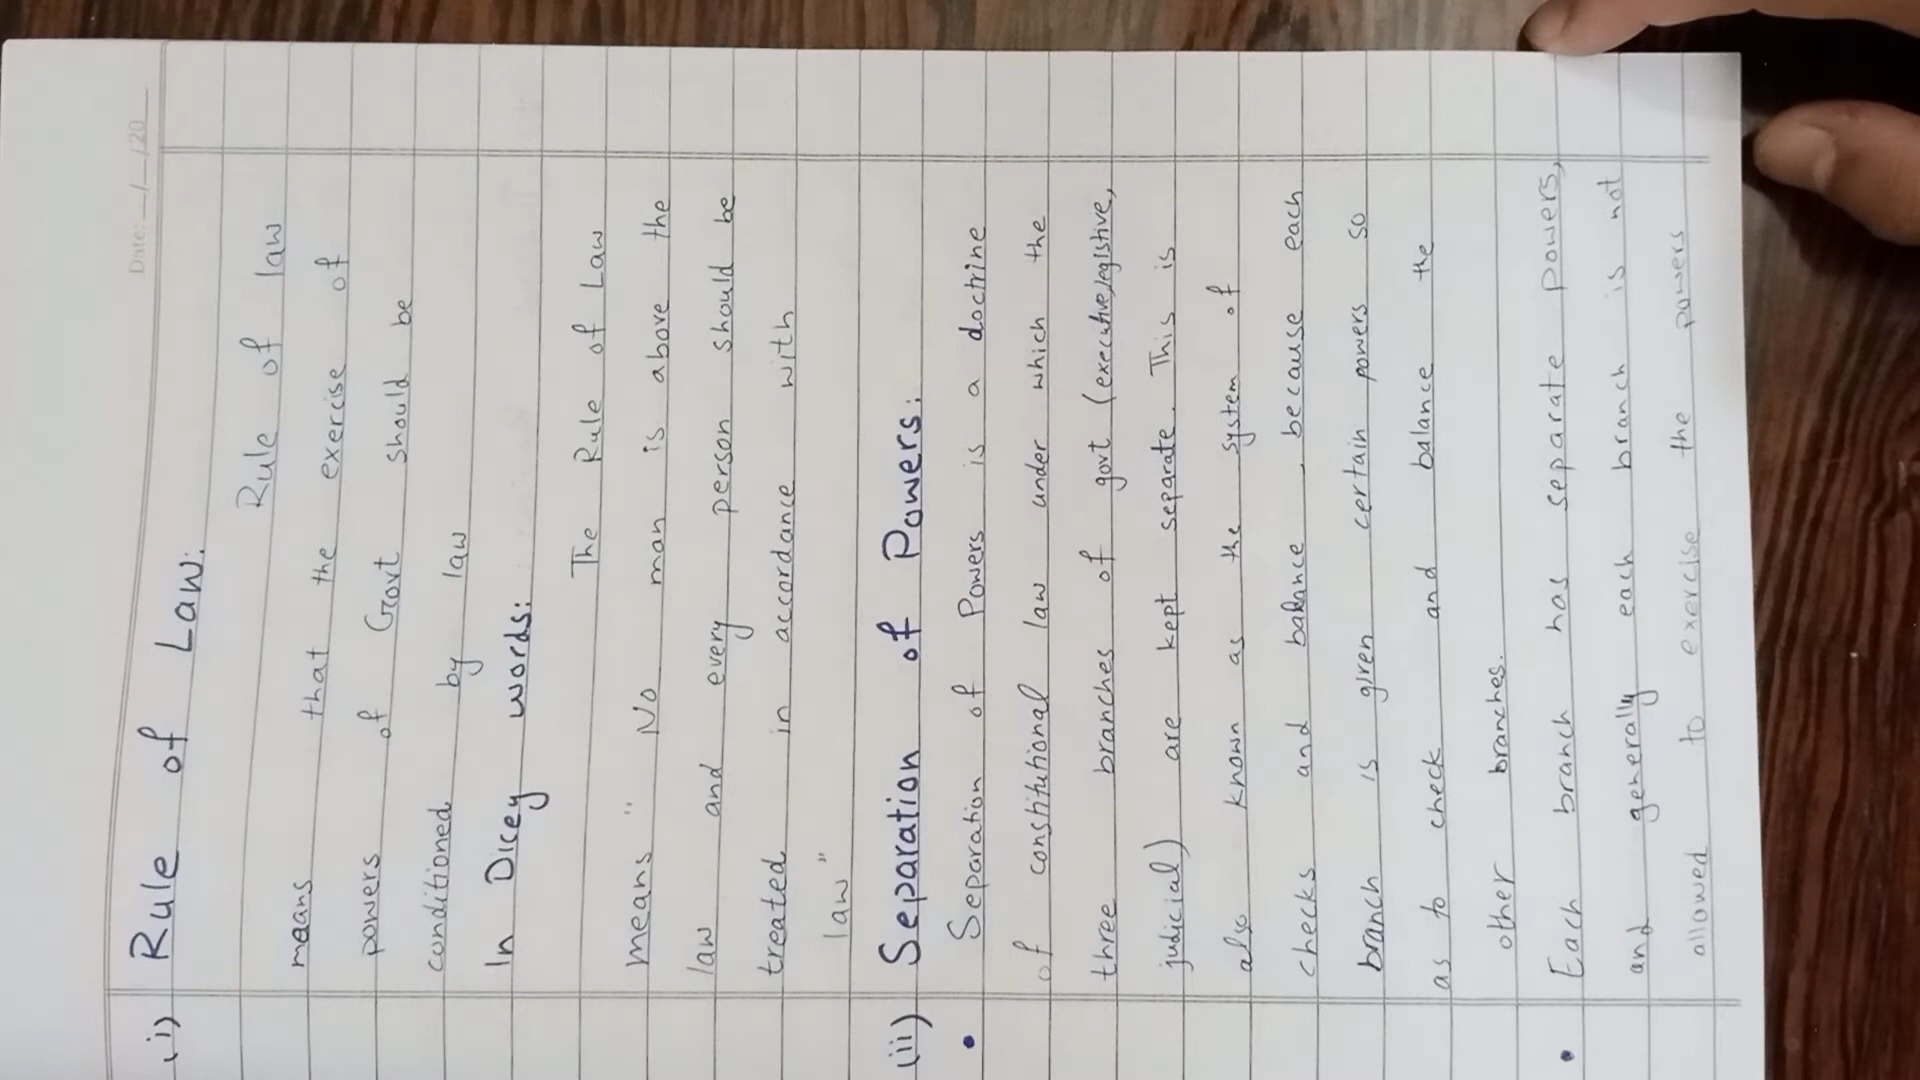 Date: __/__/20__
(i) Rule of Law:
Rule of law
means that the exercise of
powers of Govt should be
conditioned by law
In Dicey words:
The Rule of Law
means " No man is above the
law and every person should be
treated in accordance with
law"
(ii) Separation of Powers:
• Separation of Powers is a doctrine
of constitutional law under which the
three branches of govt (executive, legistive,
judicial) are kept separate. This is
also known as the system of
checks and balance, because each
branch is given certain powers so
as to check and balance the
other branches.
• Each branch has separate powers,
and generally each branch is not
allowed to exercise the powers